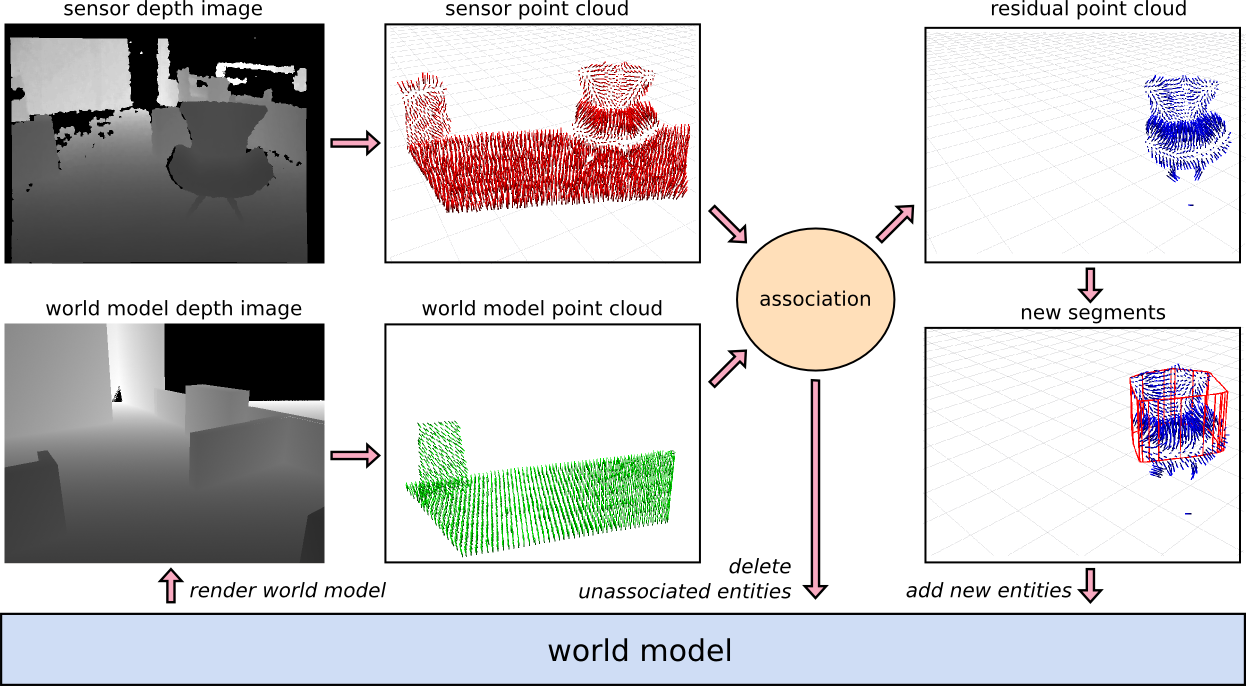 sensor depth image
sensor point cloud
residual point cloud
world model depth image
world model point cloud
association
new segments
render world model
delete
unassociated entities
add new entities
world model